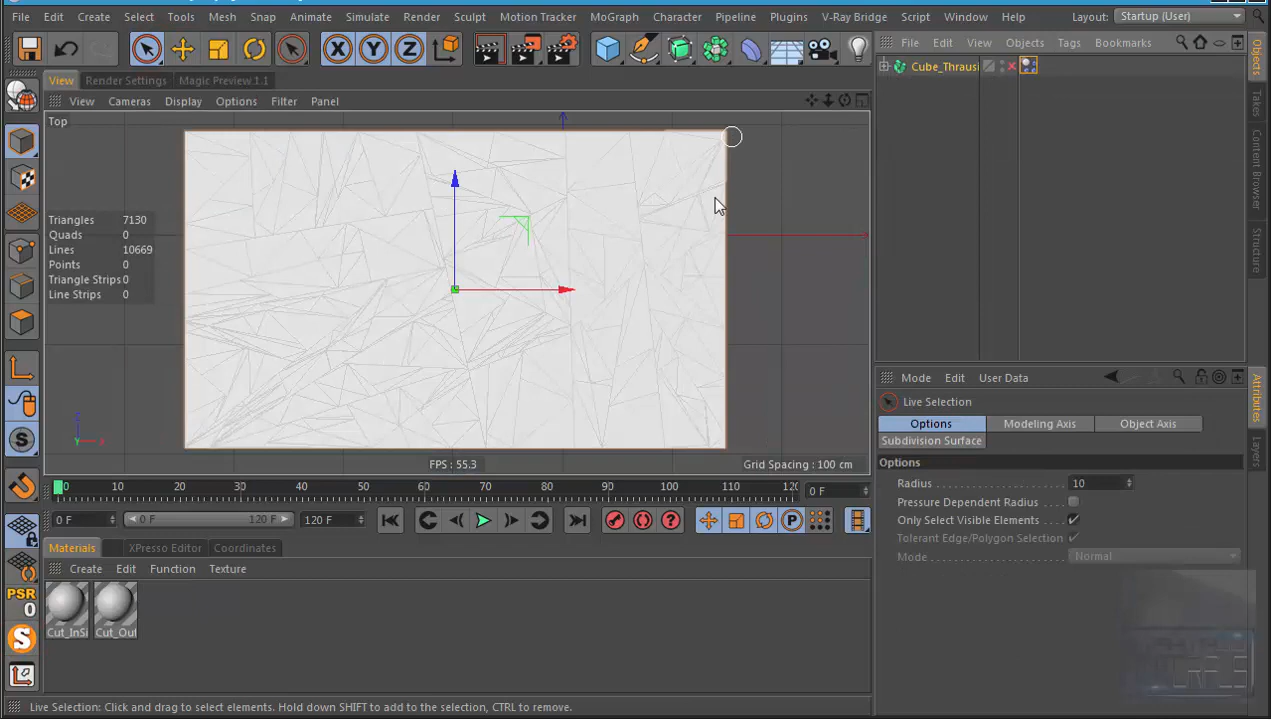 File Edit Create Select Tools Mesh Snap Animate Simulate Render Sculpt Motion Tracker MoGraph Character Pipeline Plugins V-Ray Bridge Script Window Help Layout: Startup (User)
File Edit View Objects Tags Bookmarks
Objects
Takes
Content Browser
Structure
Cube_Thrausi
View Render Settings Magic Preview.1.1
View Cameras Display Options Filter Panel
Top
Triangles 7130
Quads 0
Lines 10669
Points 0
Triangle Strips 0
Line Strips 0
X Y Z
S
PSR
0
S
Z
Y X
FPS : 55.3
Grid Spacing : 100 cm
Mode Edit User Data
Attributes
Layers
Live Selection
Options Modeling Axis Object Axis
Subdivision Surface
Options
Radius 10
Pressure Dependent Radius
Only Select Visible Elements
Tolerant Edge/Polygon Selection
Mode Normal
0 10 20 30 40 50 60 70 80 90 100 110 120
0 F
0 F 0 F 120 F 120 F
P
Materials XPresso Editor Coordinates
Create Edit Function Texture
Cut_InSi Cut_Out
Live Selection: Click and drag to select elements. Hold down SHIFT to add to the selection, CTRL to remove.